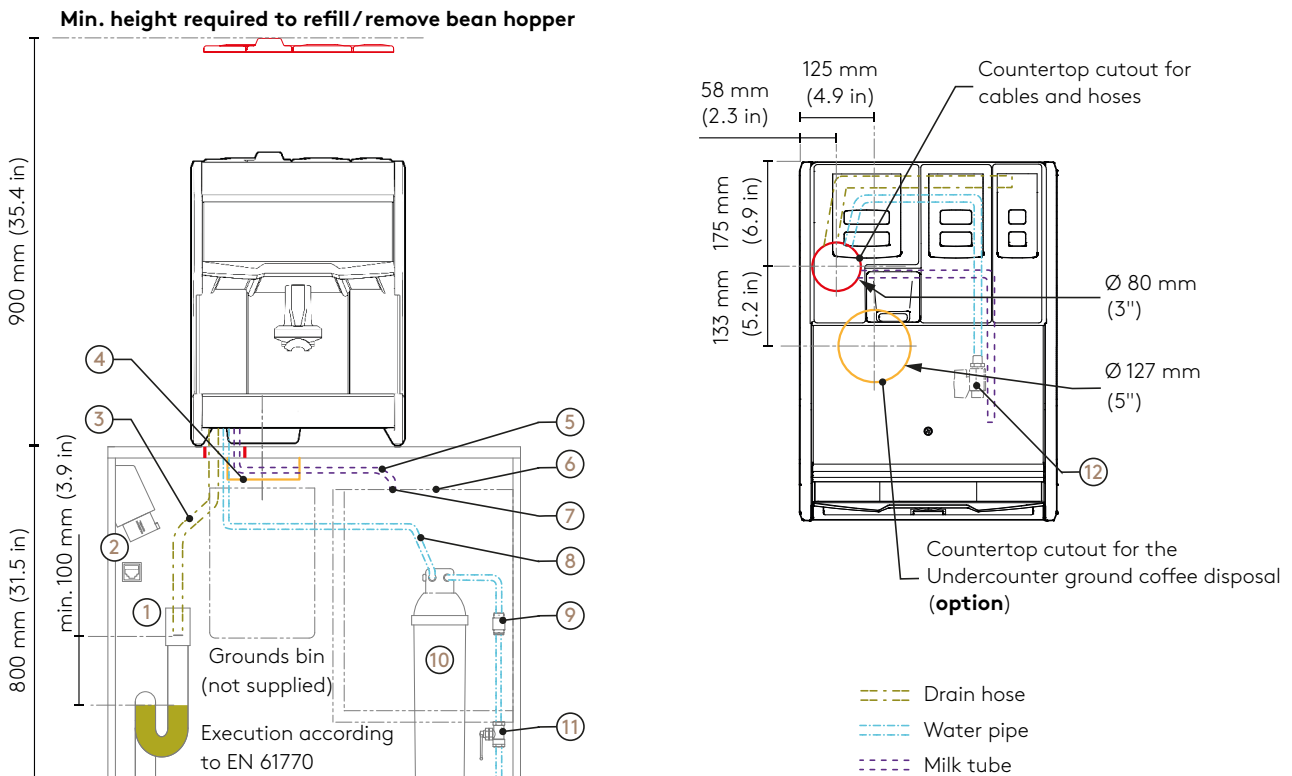 Min. height required to refill / remove bean hopper
900 mm (35.4 in)
800 mm (31.5 in)
min. 100 mm (3.9 in)
4
3
2
1
5
6
7
8
9
10
11
Grounds bin
(not supplied)
Execution according
to EN 61770
125 mm
(4.9 in)
58 mm
(2.3 in)
Countertop cutout for
cables and hoses
175 mm
(6.9 in)
133 mm
(5.2 in)
Ø 80 mm
(3")
Ø 127 mm
(5")
12
Countertop cutout for the
Undercounter ground coffee disposal
(option)
Drain hose
Water pipe
Milk tube